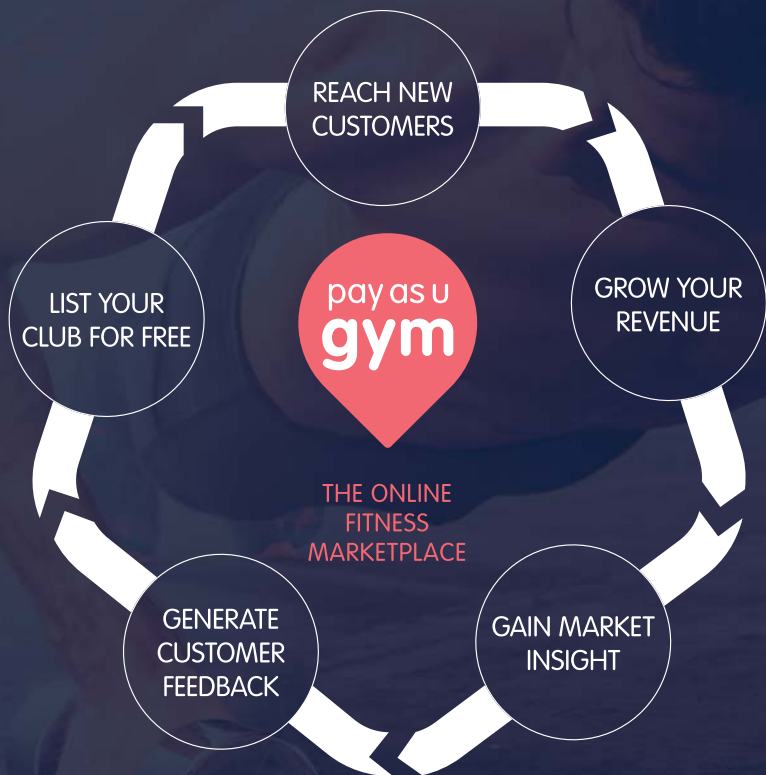 REACH NEW
CUSTOMERS
GROW YOUR
REVENUE
GAIN MARKET
INSIGHT
GENERATE
CUSTOMER
FEEDBACK
LIST YOUR
CLUB FOR FREE
pay as u
gym
THE ONLINE
FITNESS
MARKETPLACE